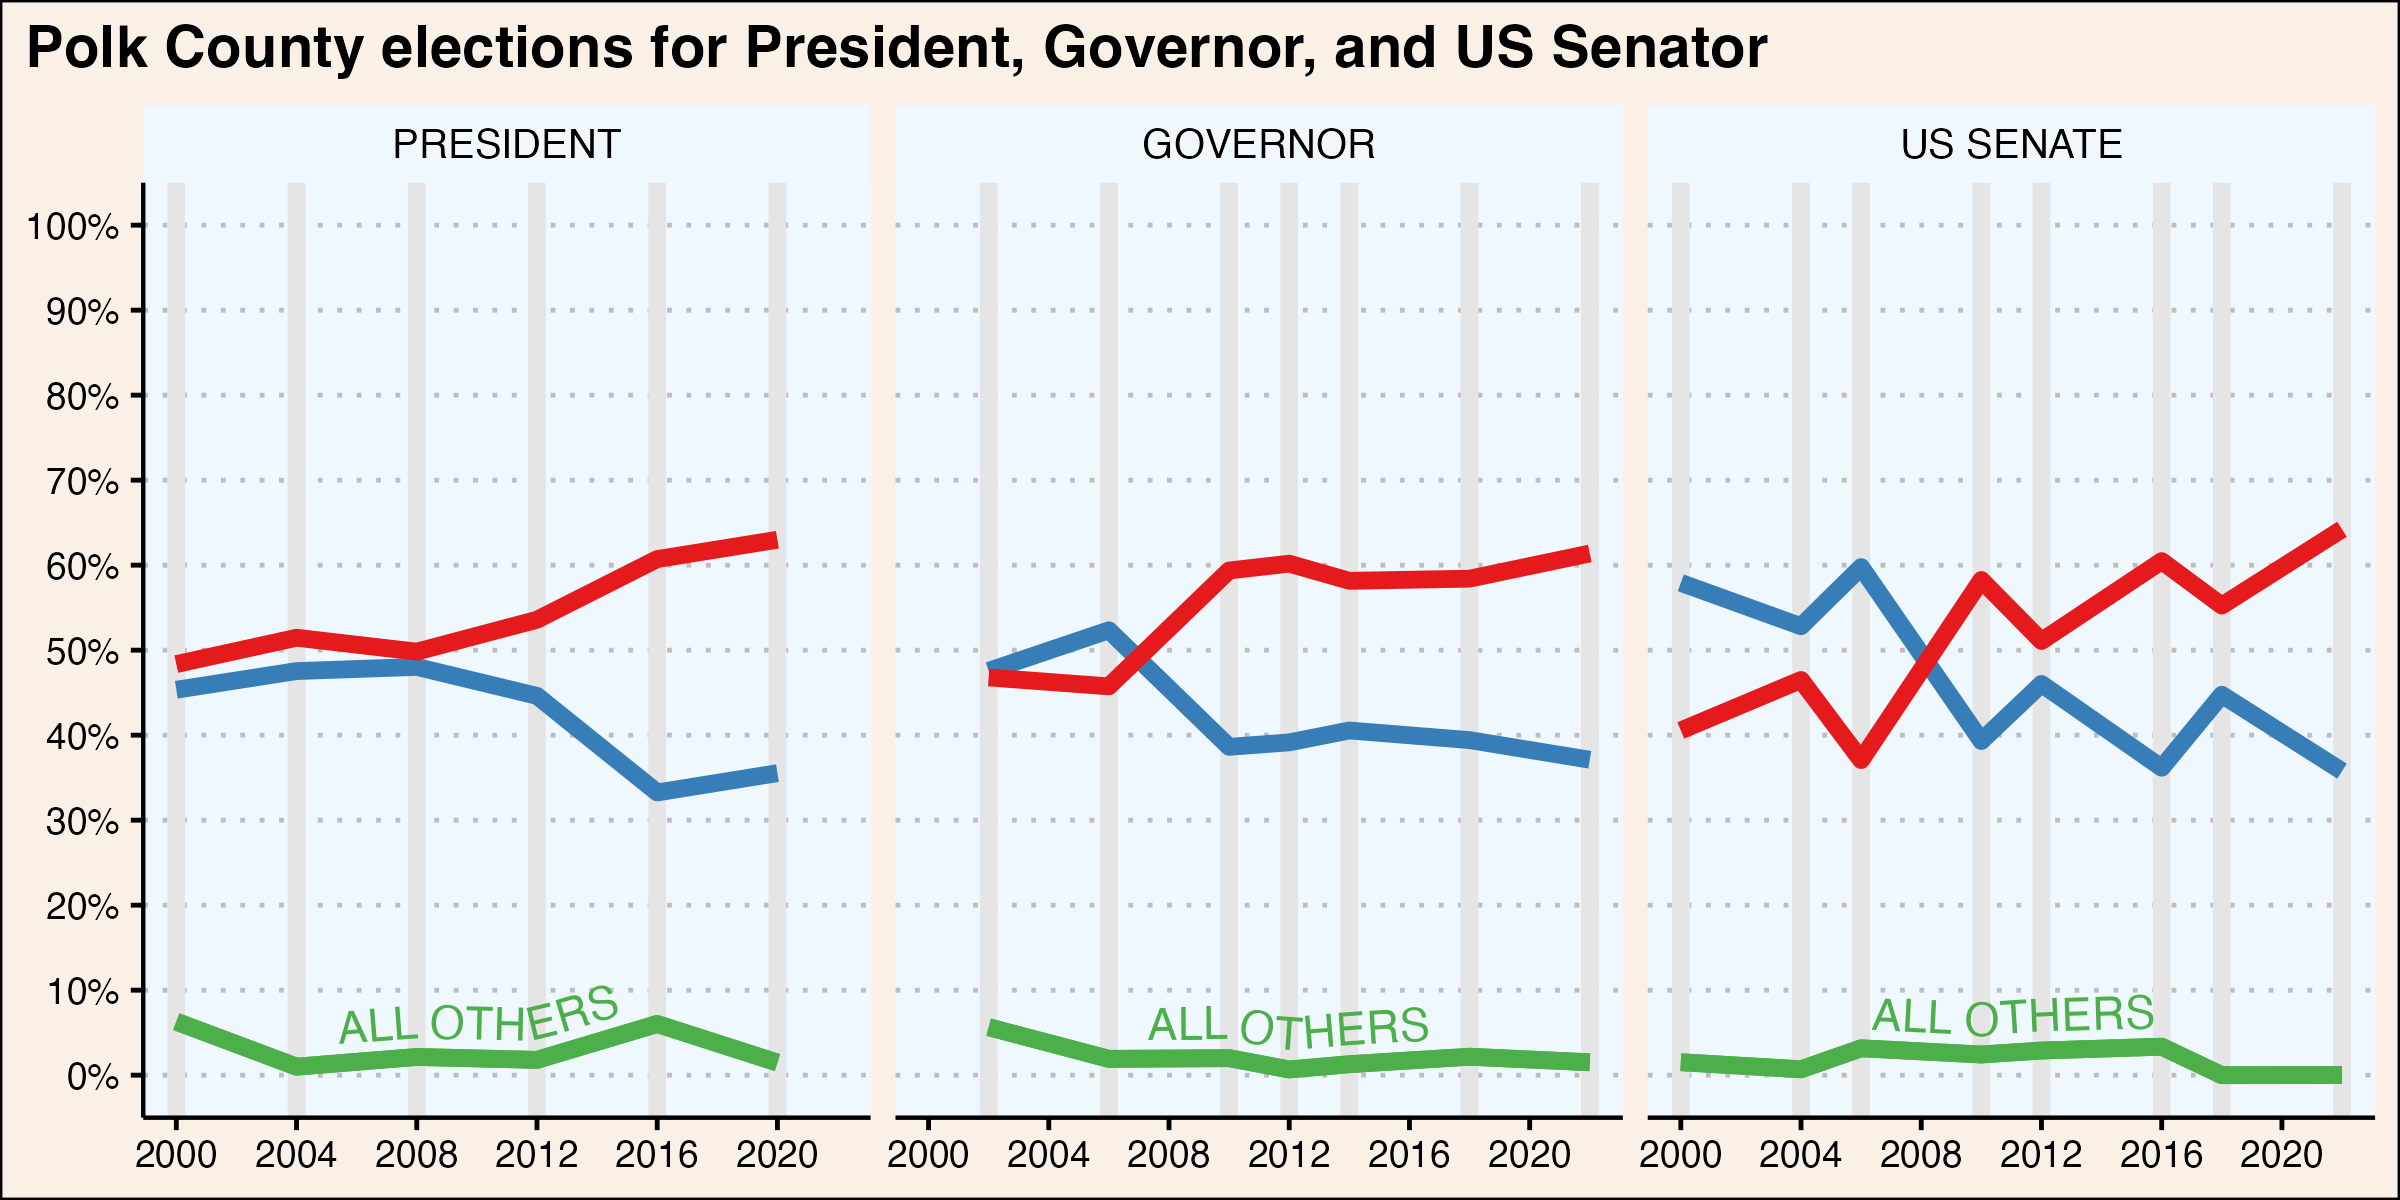 Polk County elections for President, Governor, and US Senator
PRESIDENT
GOVERNOR
US SENATE
100%
90%
80%
70%
60%
50%
40%
30%
20%
10%
0%
ALL OTHERS
ALL OTHERS
ALL OTHERS
2000 2004 2008 2012 2016 2020
2000 2004 2008 2012 2016 2020
2000 2004 2008 2012 2016 2020